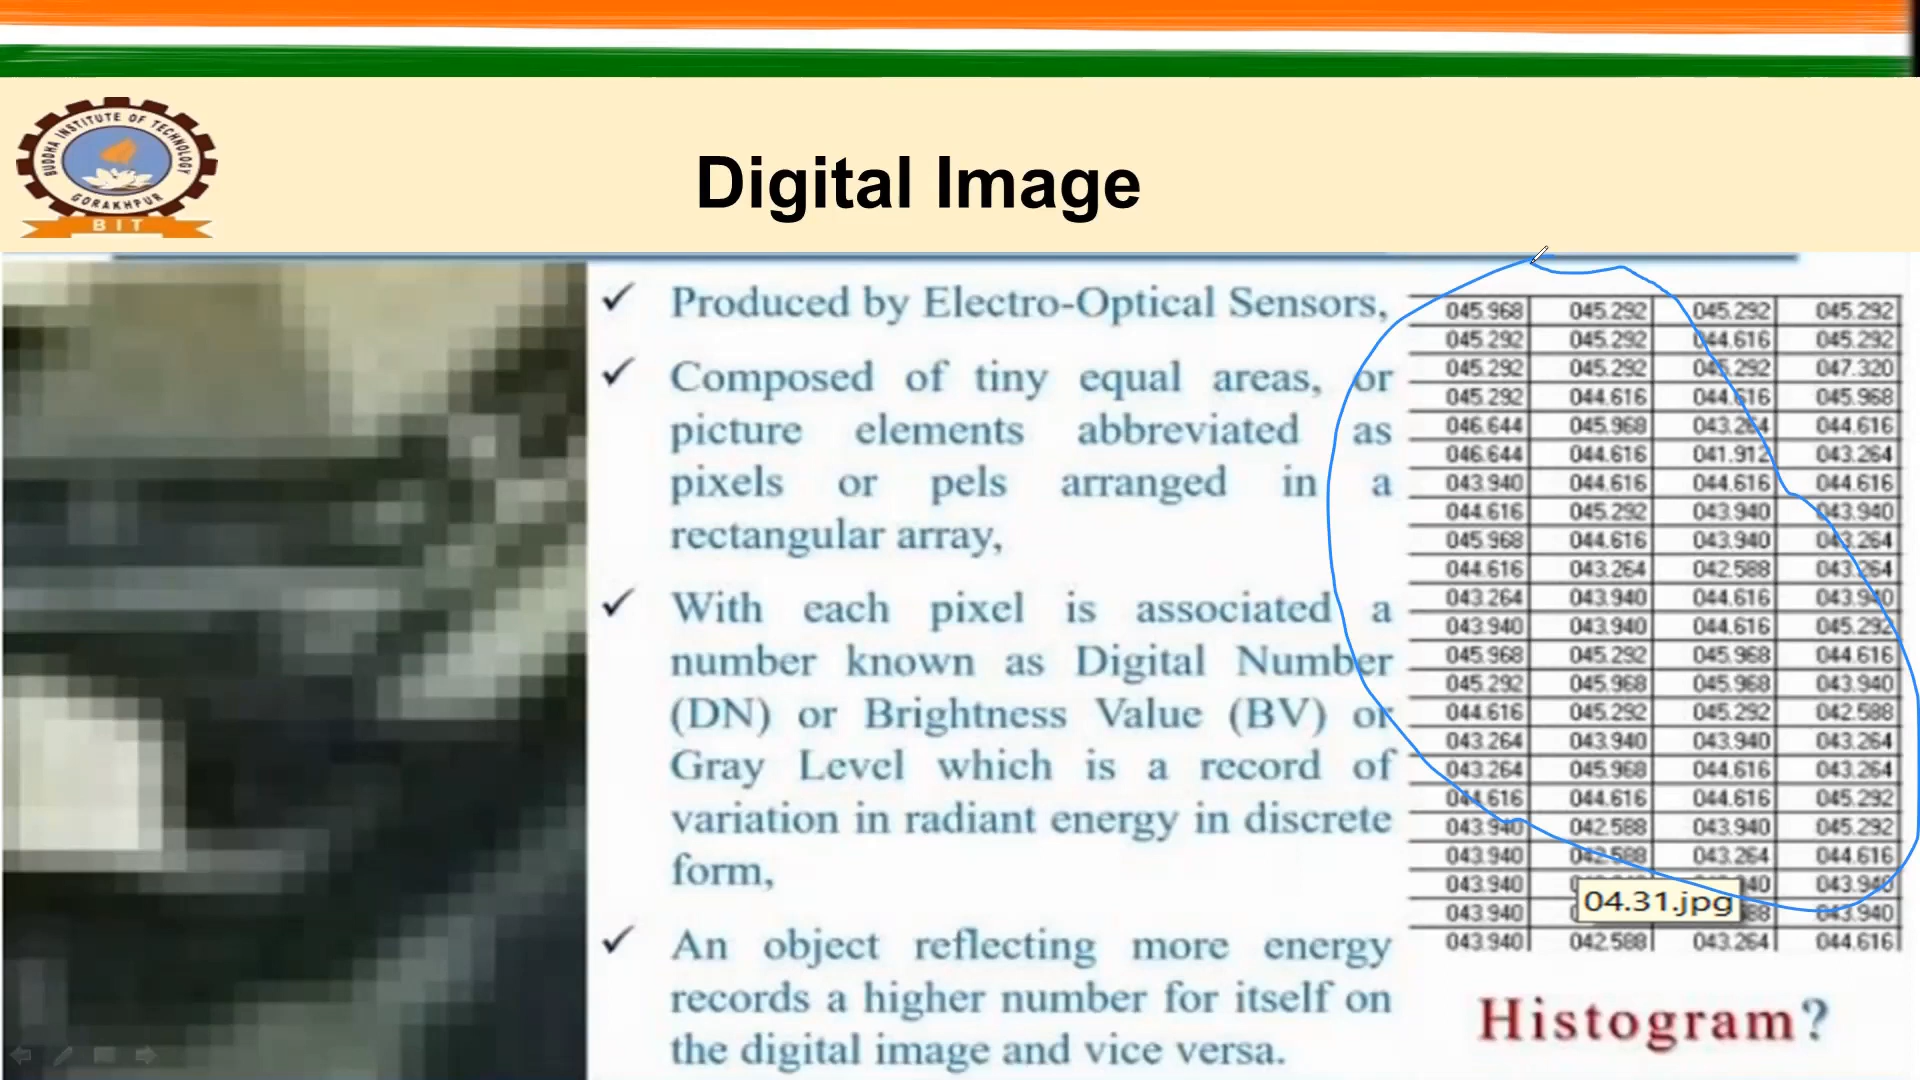 BUDDHA INSTITUTE OF TECHNOLOGY
GORAKHPUR
BIT
Digital Image
✓ Produced by Electro-Optical Sensors,
✓ Composed of tiny equal areas, or
picture elements abbreviated as
pixels or pels arranged in a
rectangular array,
✓ With each pixel is associated a
number known as Digital Number
(DN) or Brightness Value (BV) or
Gray Level which is a record of
variation in radiant energy in discrete
form,
✓ An object reflecting more energy
records a higher number for itself on
the digital image and vice versa.
045.968 045.292 045.292 045.292
045.292 045.292 044.616 045.292
045.292 045.292 045.292 047.320
045.292 044.616 044.616 045.968
046.644 045.968 043.264 044.616
046.644 044.616 041.912 043.264
043.940 044.616 044.616 044.616
044.616 045.292 043.940 043.940
045.968 044.616 043.940 043.264
044.616 043.264 042.588 043.264
043.264 043.940 044.616 043.940
043.940 043.940 044.616 045.292
045.968 045.292 045.968 044.616
045.292 045.968 045.968 043.940
044.616 045.292 045.292 042.588
043.264 043.940 043.940 043.264
043.264 045.968 044.616 043.264
044.616 044.616 044.616 045.292
043.940 042.588 043.940 045.292
043.940 042.588 043.264 044.616
043.940 043.940
043.940 043.940
043.940 042.588 043.264 044.616
04.31.jpg
Histogram?